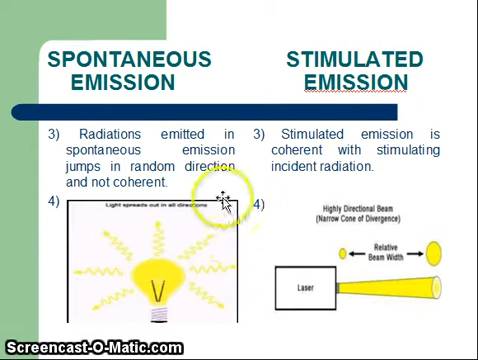 SPONTANEOUS
EMISSION
STIMULATED
EMISSION
3) Radiations emitted in
spontaneous emission
jumps in random direction
and not coherent.
4)
Light spreads out in all directions
3) Stimulated emission is
coherent with stimulating
incident radiation.
4)
Highly Directional Beam
(Narrow Cone of Divergence)
Relative
Beam Width
Laser
Screencast-O-Matic.com